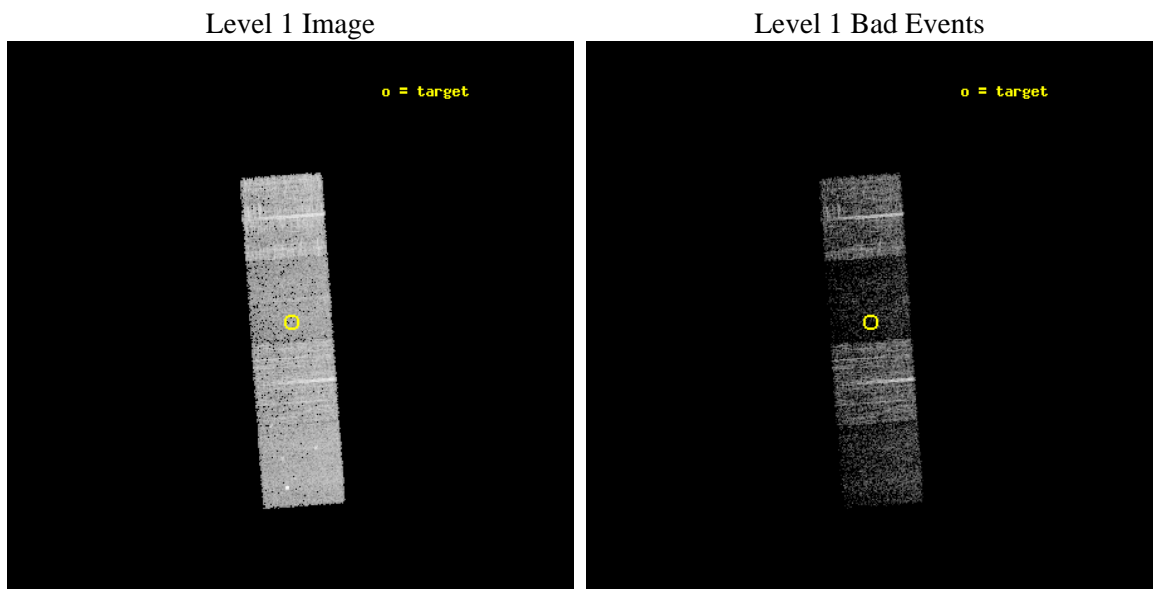 Level 1 Image
Level 1 Bad Events
o = target
o = target